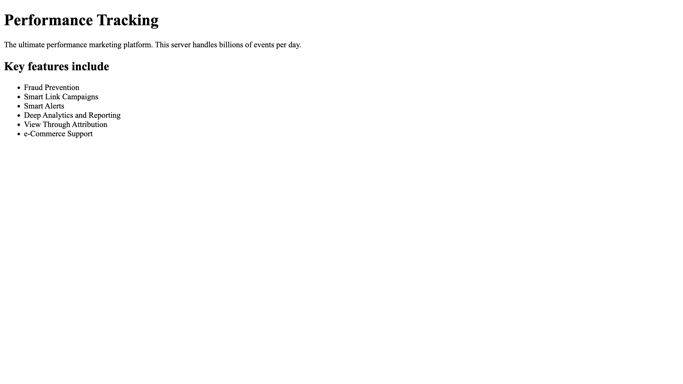 Performance Tracking
The ultimate performance marketing platform. This server handles billions of events per day.
Key features include
Fraud Prevention
Smart Link Campaigns
Smart Alerts
Deep Analytics and Reporting
View Through Attribution
e-Commerce Support